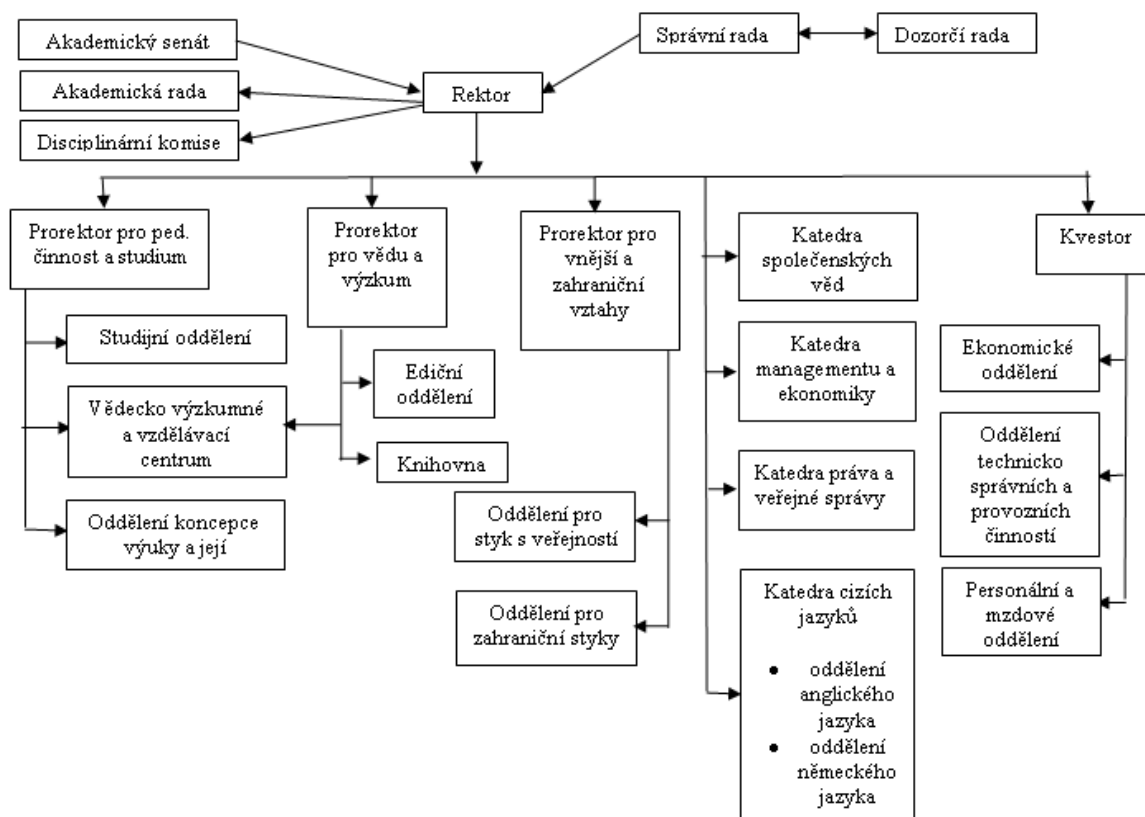 Akademický senát
Správní rada
Dozorčí rada
Akademická rada
Rektor
Disciplinární komise
Prorektor pro ped.
činnost a studium
Prorektor
pro vědu a
výzkum
Prorektor pro
vnější a
zahraniční
vztahy
Katedra
společenských
věd
Kvestor
Studijní oddělení
Vědecko výzkumné
a vzdělávací
centrum
Oddělení koncepce
výuky a její
Ediční
oddělení
Knihovna
Oddělení pro
styk s veřejností
Oddělení pro
zahraniční styky
Katedra
managementu a
ekonomiky
Katedra práva a
veřejné správy
Katedra cizích
jazyků
● oddělení
anglického
jazyka
● oddělení
německého
jazyka
Ekonomické
oddělení
Oddělení
technicko
správních a
provozních
činností
Personální a
mzdové
oddělení